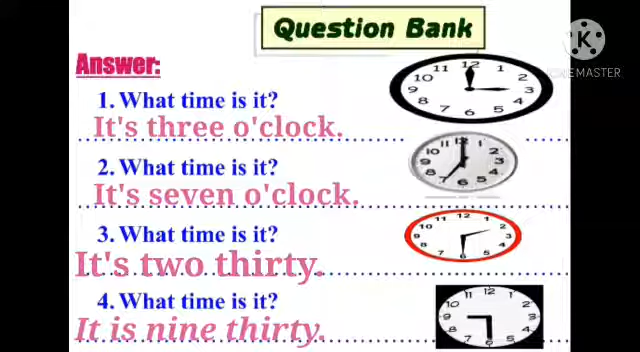 Question Bank
KINEMASTER
Answer:
1. What time is it?
It's three o'clock.
2. What time is it?
It's seven o'clock.
3. What time is it?
It's two thirty.
4. What time is it?
It is nine thirty.